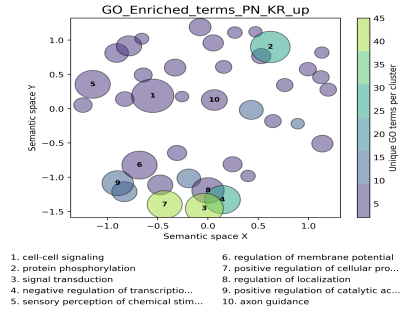 GO_Enriched_terms_PN_KR_up
Semantic space Y
1.0
0.5
0.0
−0.5
−1.0
−1.5
−1.0
−0.5
0.0
0.5
1.0
Semantic space X
1
2
3
4
5
6
7
8
9
10
45
40
35
30
25
20
15
10
5
Unique GO terms per cluster
1. cell-cell signaling
2. protein phosphorylation
3. signal transduction
4. negative regulation of transcriptio...
5. sensory perception of chemical stim...
6. regulation of membrane potential
7. positive regulation of cellular pro...
8. regulation of localization
9. positive regulation of catalytic ac...
10. axon guidance